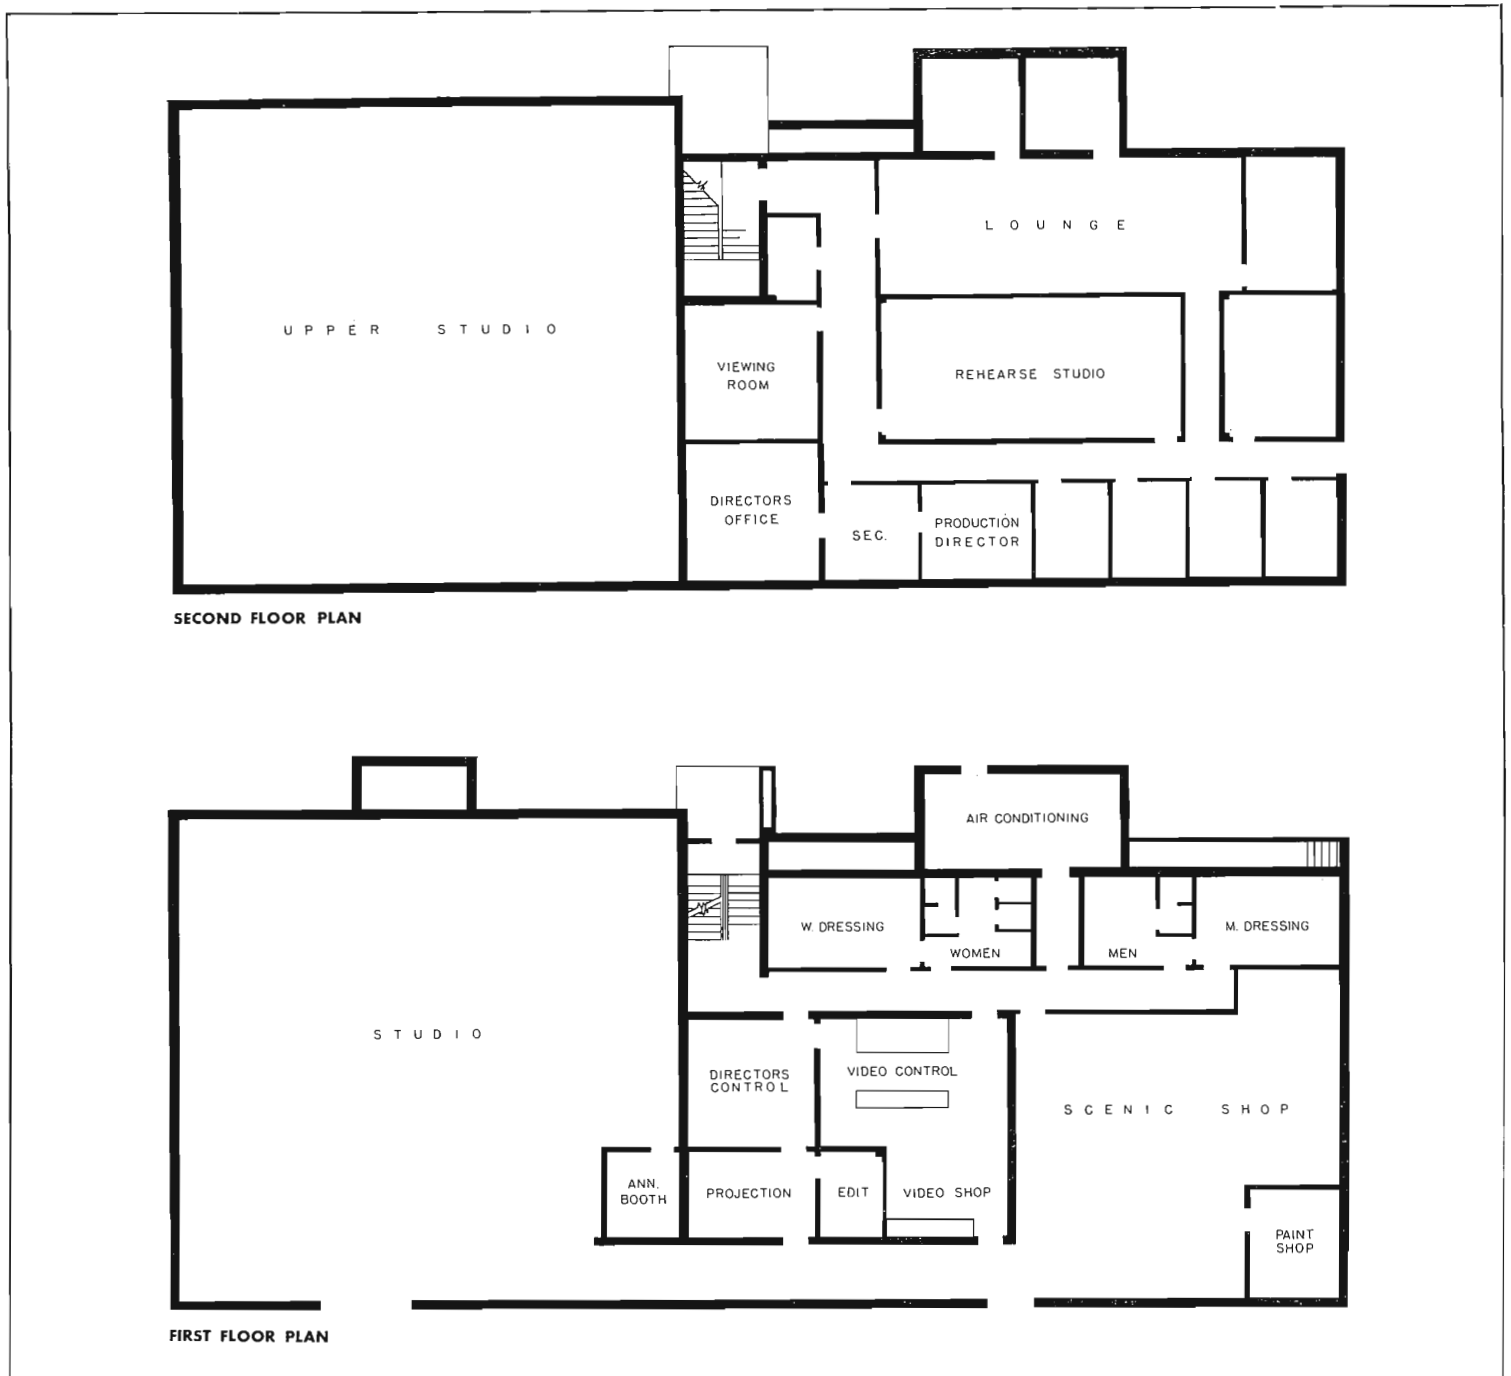 LOUNGE
UPPER STUDIO
VIEWING
ROOM
REHEARSE STUDIO
DIRECTORS
OFFICE
SEC.
PRODUCTION
DIRECTOR
SECOND FLOOR PLAN
AIR CONDITIONING
W. DRESSING
WOMEN
MEN
M. DRESSING
STUDIO
DIRECTORS
CONTROL
VIDEO CONTROL
SCENIC SHOP
ANN.
BOOTH
PROJECTION
EDIT
VIDEO SHOP
PAINT
SHOP
FIRST FLOOR PLAN